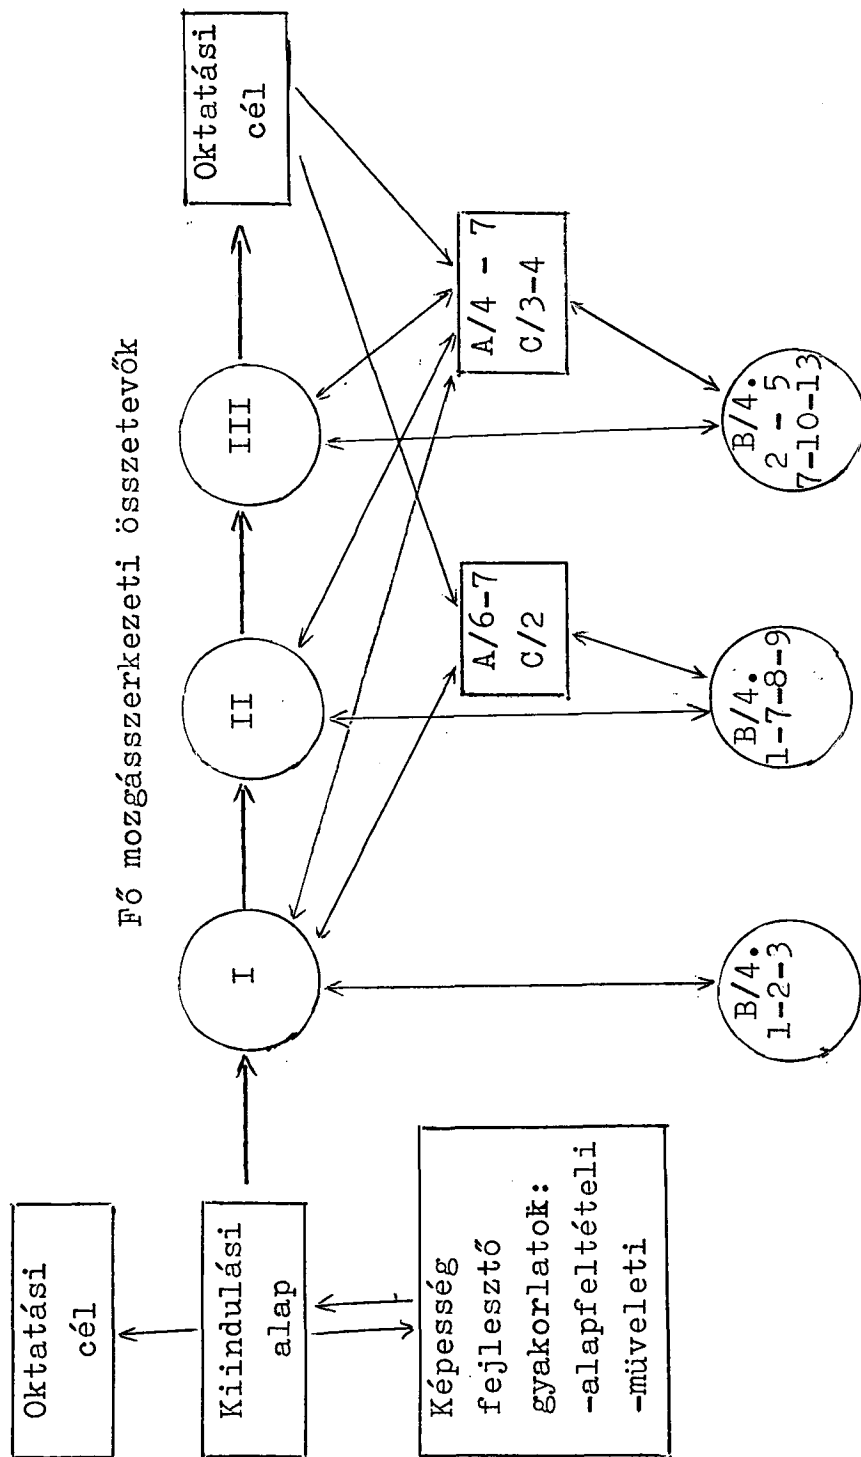 Fő mozgásszerkezeti összetevők
Oktatási
cél
Kiindulási
alap
Képesség
fejlesztő
gyakorlatok:
-alapfeltételi
-müveleti
I
II
III
Oktatási
cél
A/6-7
C/2
A/4 - 7
C/3-4
B/4.
1-2-3
B/4.
1-7-8-9
B/4.
2 - 5
7-10-13